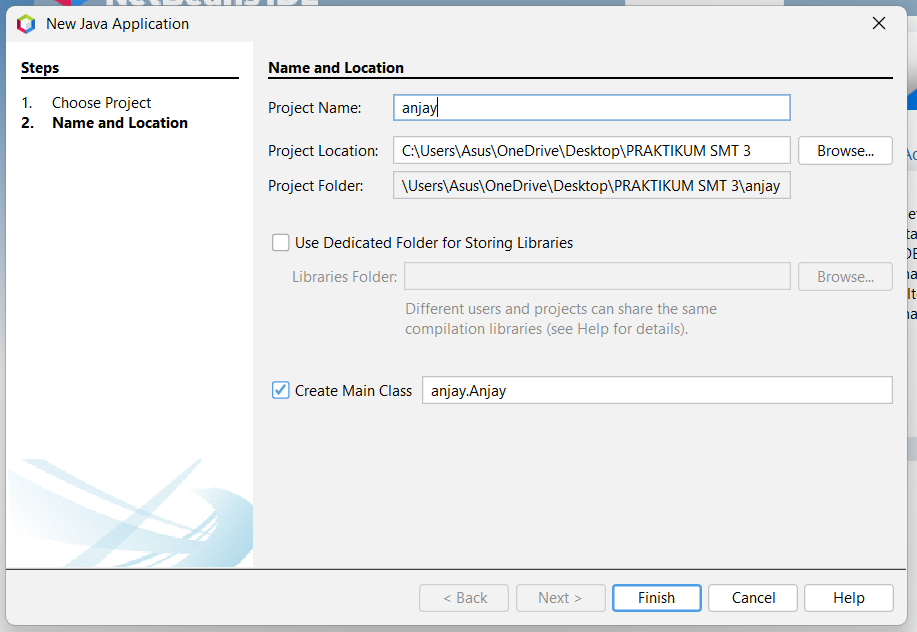 NetBeans IDE
New Java Application
Steps
1. Choose Project
2. Name and Location
Name and Location
Project Name: anjay
Project Location: C:\Users\Asus\OneDrive\Desktop\PRAKTIKUM SMT 3 Browse...
Project Folder: \Users\Asus\OneDrive\Desktop\PRAKTIKUM SMT 3\anjay
Use Dedicated Folder for Storing Libraries
Libraries Folder: Browse...
Different users and projects can share the same
compilation libraries (see Help for details).
Create Main Class anjay.Anjay
< Back Next > Finish Cancel Help